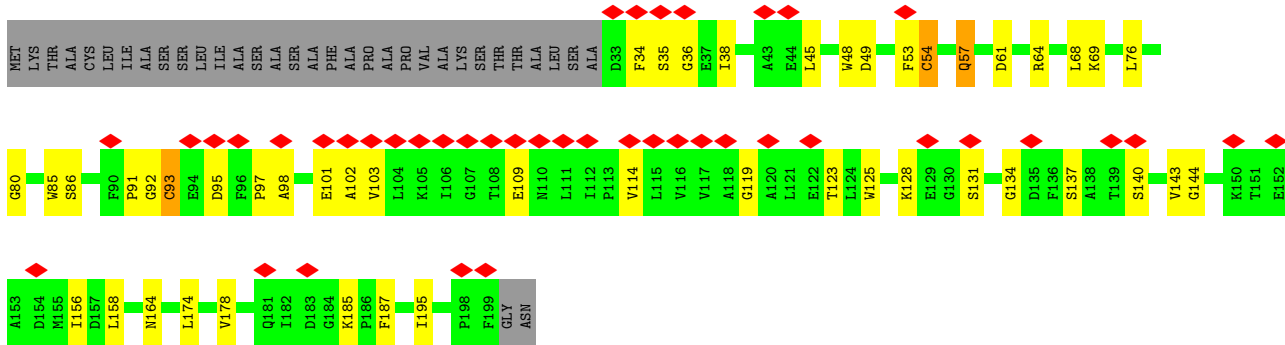 MET LYS THR ALA CYS LEU ILE ALA SER SER LEU ILE ALA SER ALA SER ALA PHE ALA PRO ALA PRO VAL ALA LYS SER THR THR ALA LEU SER ALA D33 F34 S35 G36 E37 I38 A43 E44 L45 W48 D49 F53 C54 Q57 D61 R64 L68 K69 L76
G80 W85 S86 F90 P91 G92 C93 E94 D95 F96 P97 A98 E101 A102 V103 L104 K105 I106 G107 T108 E109 N110 L111 I112 P113 V114 L115 V116 V117 A118 G119 A120 L121 E122 T123 L124 W125 K128 E129 G130 S131 G134 D135 F136 S137 A138 T139 S140 V143 G144 K150 T151 E152
A153 D154 M155 I156 D157 L158 N164 L174 V178 Q181 I182 D183 G184 K185 P186 F187 I195 P198 F199 GLY ASN